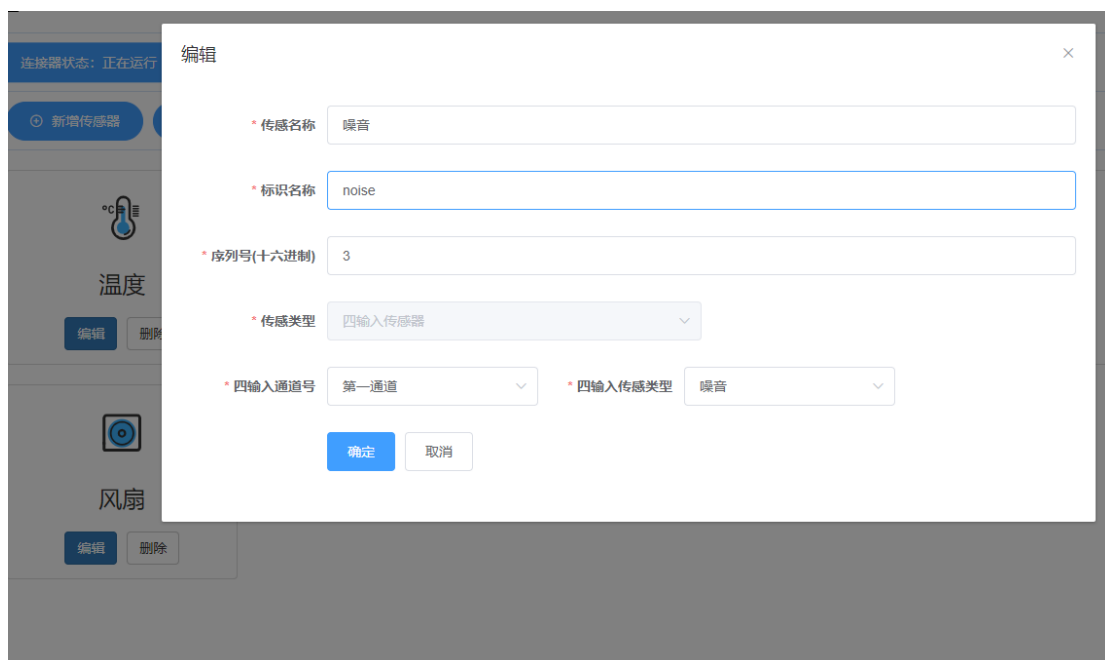 编辑
连接器状态：正在运行
新增传感器
* 传感名称 噪音
* 标识名称 noise
* 序列号(十六进制) 3
* 传感类型 四输入传感器
* 四输入通道号 第一通道 * 四输入传感类型 噪音
确定 取消
°C
温度
编辑 删除
风扇
编辑 删除